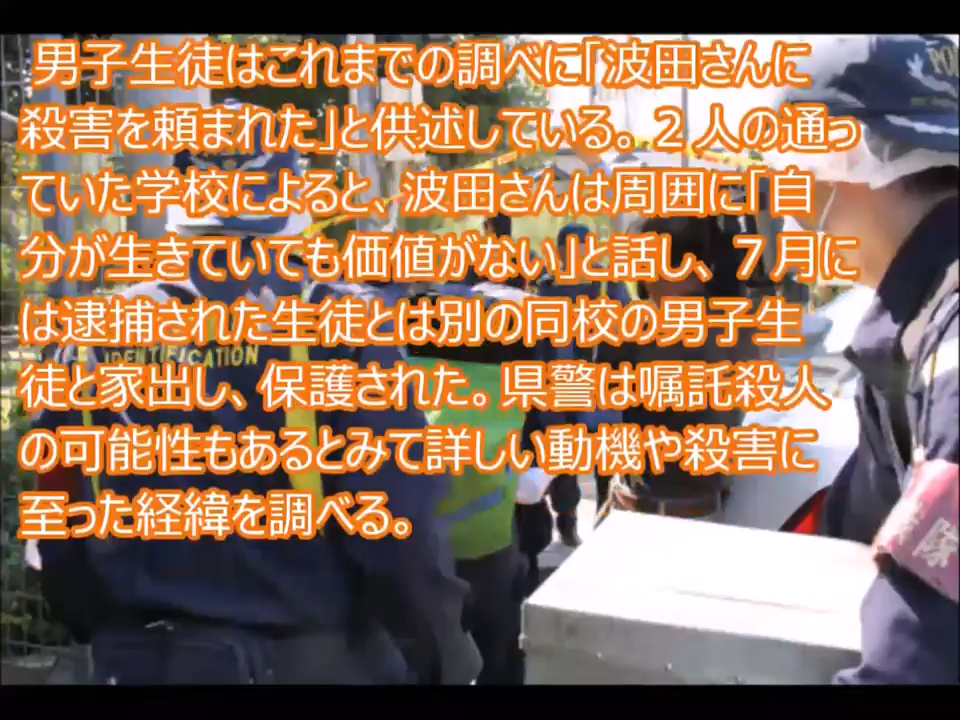 男子生徒はこれまでの調べに「波田さんに
殺害を頼まれた」と供述している。２人の通っ
ていた学校によると、波田さんは周囲に「自
分が生きていても価値がない」と話し、７月に
は逮捕された生徒とは別の同校の男子生
徒と家出し、保護された。県警は嘱託殺人
の可能性もあるとみて詳しい動機や殺害に
至った経緯を調べる。
IDENTIFICATION
隊